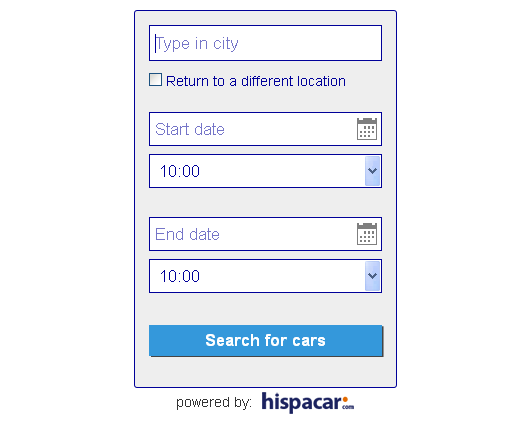 Type in city
Return to a different location
Start date
10:00
End date
10:00
Search for cars
powered by: hispacar.com